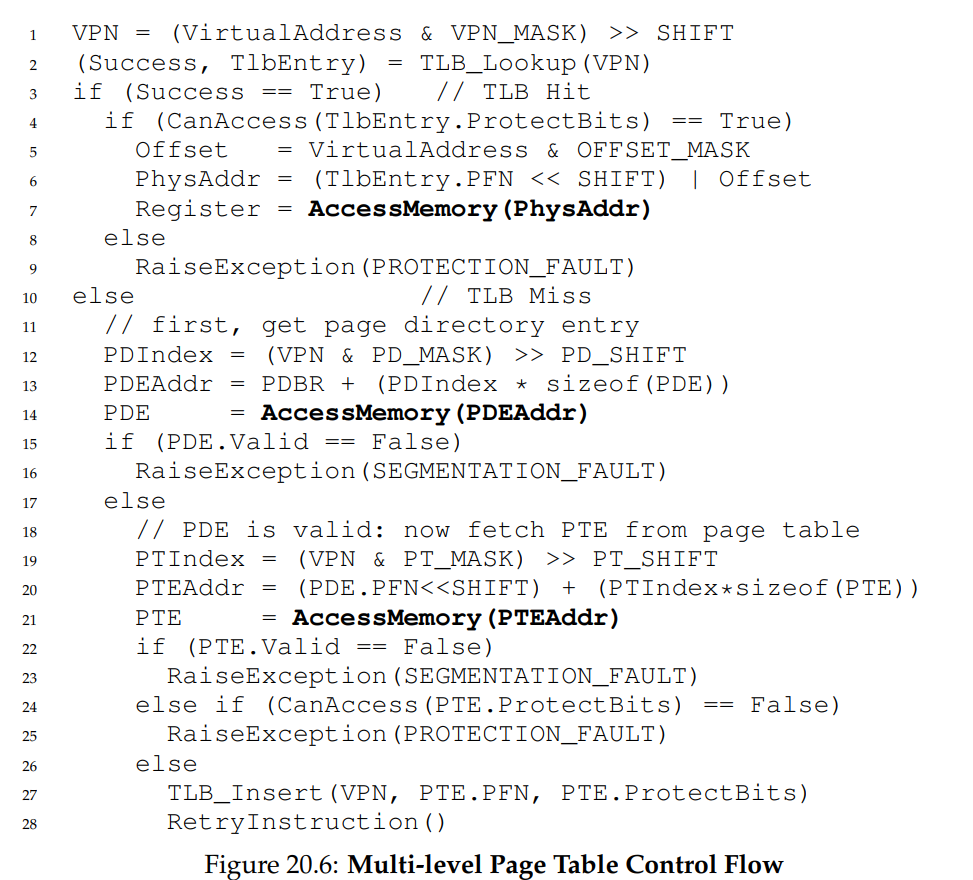 1 VPN = (VirtualAddress & VPN_MASK) >> SHIFT
2 (Success, TlbEntry) = TLB_Lookup(VPN)
3 if (Success == True)   // TLB Hit
4   if (CanAccess(TlbEntry.ProtectBits) == True)
5     Offset   = VirtualAddress & OFFSET_MASK
6     PhysAddr = (TlbEntry.PFN << SHIFT) | Offset
7     Register = AccessMemory(PhysAddr)
8   else
9     RaiseException(PROTECTION_FAULT)
10 else                  // TLB Miss
11   // first, get page directory entry
12   PDIndex = (VPN & PD_MASK) >> PD_SHIFT
13   PDEAddr = PDBR + (PDIndex * sizeof(PDE))
14   PDE     = AccessMemory(PDEAddr)
15   if (PDE.Valid == False)
16     RaiseException(SEGMENTATION_FAULT)
17   else
18     // PDE is valid: now fetch PTE from page table
19     PTIndex = (VPN & PT_MASK) >> PT_SHIFT
20     PTEAddr = (PDE.PFN<<SHIFT) + (PTIndex*sizeof(PTE))
21     PTE     = AccessMemory(PTEAddr)
22     if (PTE.Valid == False)
23       RaiseException(SEGMENTATION_FAULT)
24     else if (CanAccess(PTE.ProtectBits) == False)
25       RaiseException(PROTECTION_FAULT)
26     else
27       TLB_Insert(VPN, PTE.PFN, PTE.ProtectBits)
28       RetryInstruction()
Figure 20.6: Multi-level Page Table Control Flow